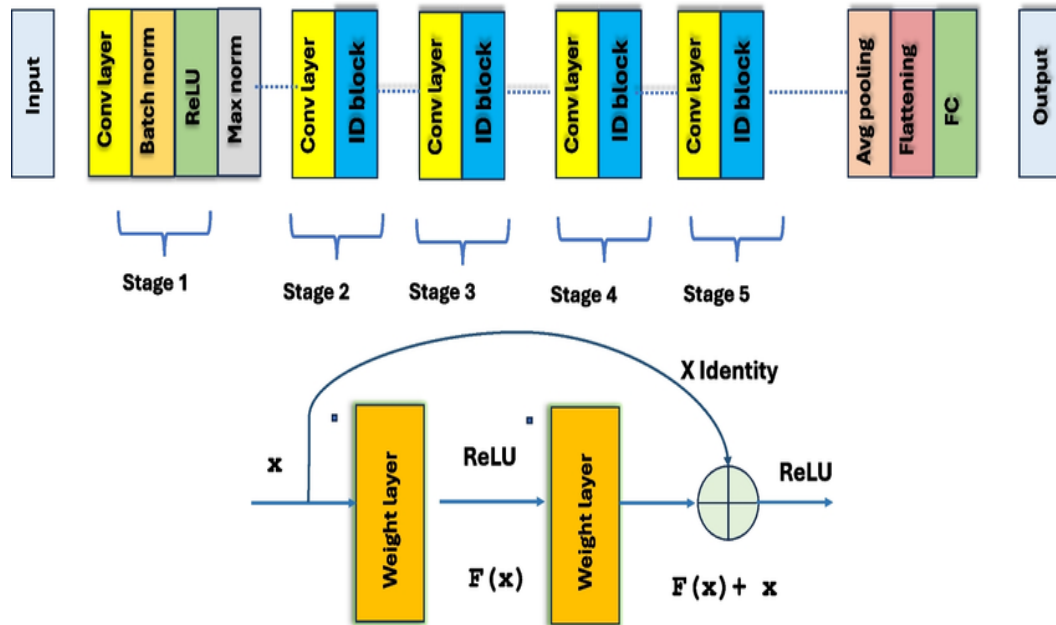 Input
Conv layer
Batch norm
ReLU
Max norm
Conv layer
ID block
Conv layer
ID block
Conv layer
ID block
Conv layer
ID block
Avg pooling
Flattening
FC
Output
Stage 1
Stage 2
Stage 3
Stage 4
Stage 5
X Identity
x
Weight layer
ReLU
F(x)
Weight layer
ReLU
F(x)+ x